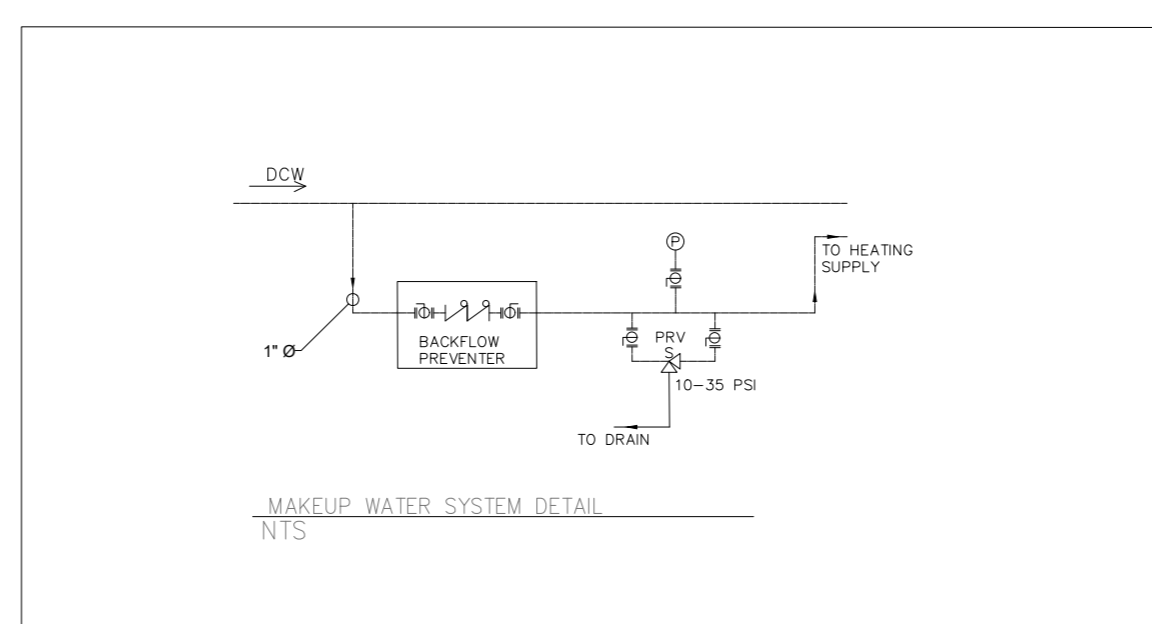 DCW
P
TO HEATING
SUPPLY
BACKFLOW
PREVENTER
PRV
S
1" Ø
10-35 PSI
TO DRAIN
MAKEUP WATER SYSTEM DETAIL
NTS